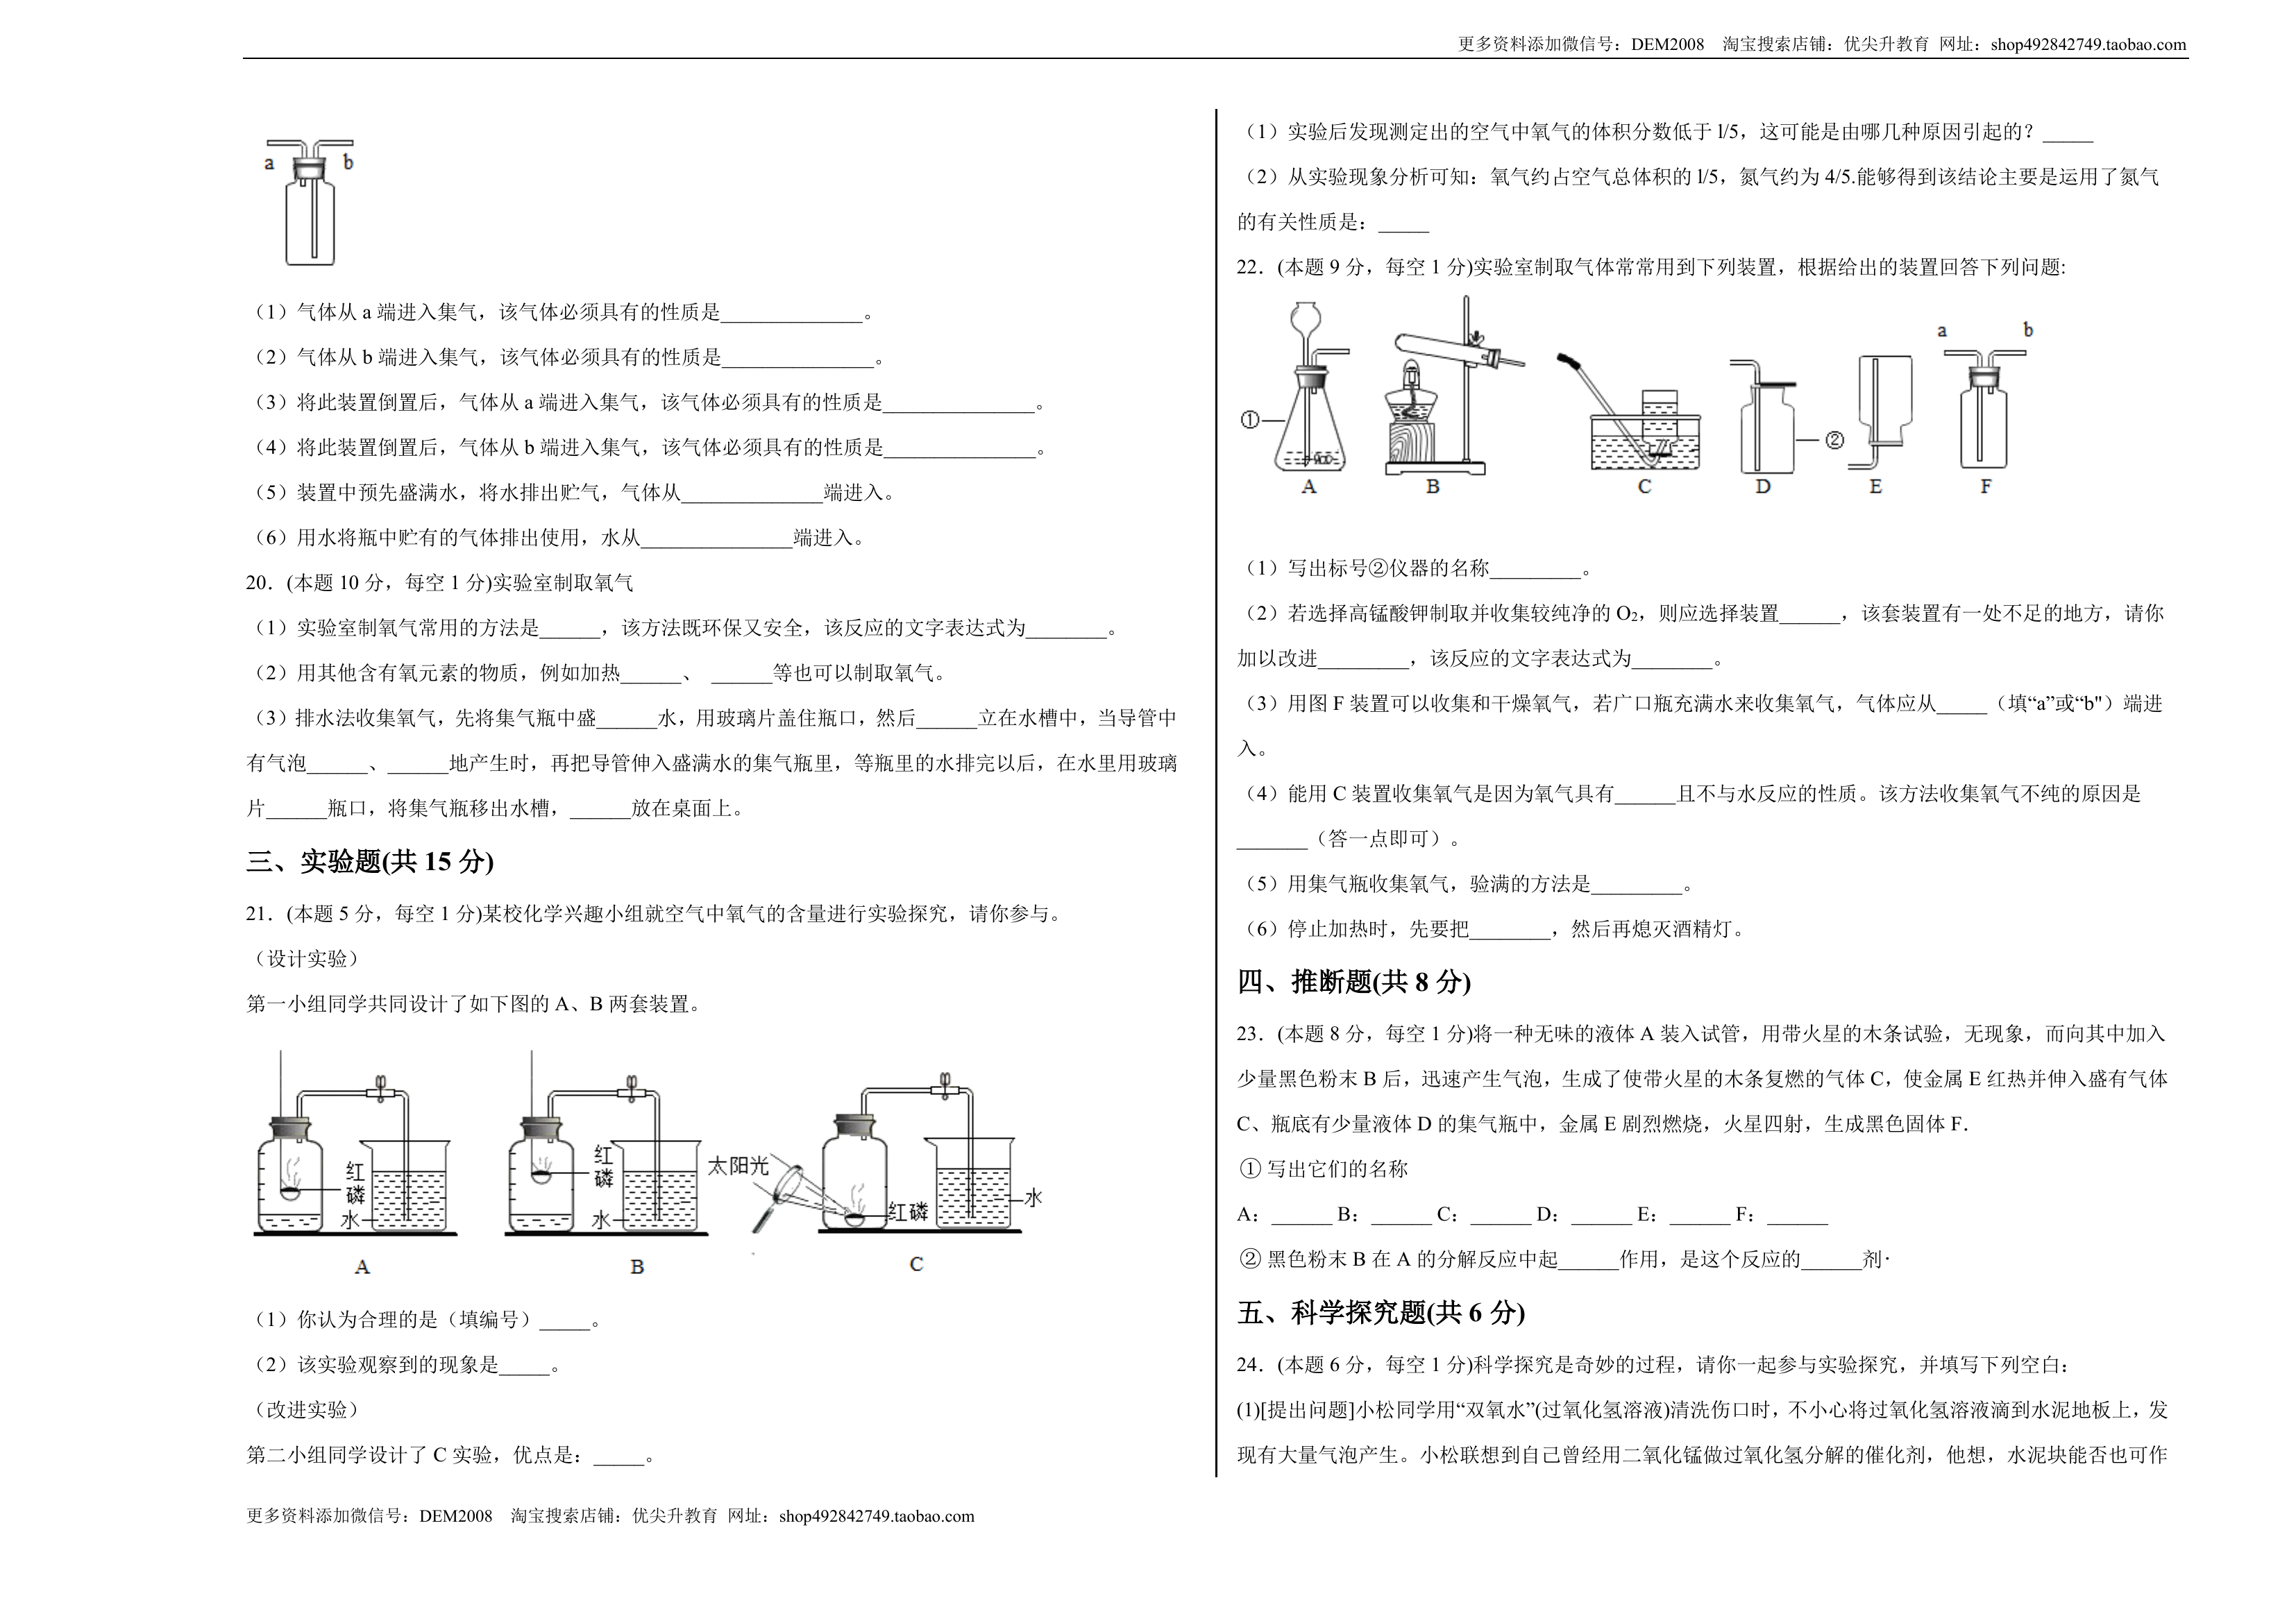 更多资料添加微信号：DEM2008 淘宝搜索店铺：优尖升教育 网址：shop492842749.taobao.com
a b
（1）气体从 a 端进入集气，该气体必须具有的性质是______________。
（2）气体从 b 端进入集气，该气体必须具有的性质是_______________。
（3）将此装置倒置后，气体从 a 端进入集气，该气体必须具有的性质是_______________。
（4）将此装置倒置后，气体从 b 端进入集气，该气体必须具有的性质是_______________。
（5）装置中预先盛满水，将水排出贮气，气体从______________端进入。
（6）用水将瓶中贮有的气体排出使用，水从_______________端进入。
20．(本题 10 分，每空 1 分)实验室制取氧气
（1）实验室制氧气常用的方法是______，该方法既环保又安全，该反应的文字表达式为________。
（2）用其他含有氧元素的物质，例如加热______、 ______等也可以制取氧气。
（3）排水法收集氧气，先将集气瓶中盛______水，用玻璃片盖住瓶口，然后______立在水槽中，当导管中
有气泡______、______地产生时，再把导管伸入盛满水的集气瓶里，等瓶里的水排完以后，在水里用玻璃
片______瓶口，将集气瓶移出水槽，______放在桌面上。
三、实验题(共 15 分)
21．(本题 5 分，每空 1 分)某校化学兴趣小组就空气中氧气的含量进行实验探究，请你参与。
（设计实验）
第一小组同学共同设计了如下图的 A、B 两套装置。
红磷 水 红磷 水 太阳光 红磷 水
A B C
（1）你认为合理的是（填编号）_____。
（2）该实验观察到的现象是_____。
（改进实验）
第二小组同学设计了 C 实验，优点是：_____。
（1）实验后发现测定出的空气中氧气的体积分数低于 l/5，这可能是由哪几种原因引起的？_____
（2）从实验现象分析可知：氧气约占空气总体积的 l/5，氮气约为 4/5.能够得到该结论主要是运用了氮气
的有关性质是：_____
22．(本题 9 分，每空 1 分)实验室制取气体常常用到下列装置，根据给出的装置回答下列问题:
① ② a b
A B C D E F
（1）写出标号②仪器的名称_________。
（2）若选择高锰酸钾制取并收集较纯净的 O₂，则应选择装置______，该套装置有一处不足的地方，请你
加以改进_________，该反应的文字表达式为________。
（3）用图 F 装置可以收集和干燥氧气，若广口瓶充满水来收集氧气，气体应从_____（填“a”或“b"）端进
入。
（4）能用 C 装置收集氧气是因为氧气具有______且不与水反应的性质。该方法收集氧气不纯的原因是
_______（答一点即可）。
（5）用集气瓶收集氧气，验满的方法是_________。
（6）停止加热时，先要把________，然后再熄灭酒精灯。
四、推断题(共 8 分)
23．(本题 8 分，每空 1 分)将一种无味的液体 A 装入试管，用带火星的木条试验，无现象，而向其中加入
少量黑色粉末 B 后，迅速产生气泡，生成了使带火星的木条复燃的气体 C，使金属 E 红热并伸入盛有气体
C、瓶底有少量液体 D 的集气瓶中，金属 E 剧烈燃烧，火星四射，生成黑色固体 F．
① 写出它们的名称
A：______ B：______ C：______ D：______ E：______ F：______
② 黑色粉末 B 在 A 的分解反应中起______作用，是这个反应的______剂·
五、科学探究题(共 6 分)
24．(本题 6 分，每空 1 分)科学探究是奇妙的过程，请你一起参与实验探究，并填写下列空白：
(1)[提出问题]小松同学用“双氧水”(过氧化氢溶液)清洗伤口时，不小心将过氧化氢溶液滴到水泥地板上，发
现有大量气泡产生。小松联想到自己曾经用二氧化锰做过氧化氢分解的催化剂，他想，水泥块能否也可作
更多资料添加微信号：DEM2008 淘宝搜索店铺：优尖升教育 网址：shop492842749.taobao.com